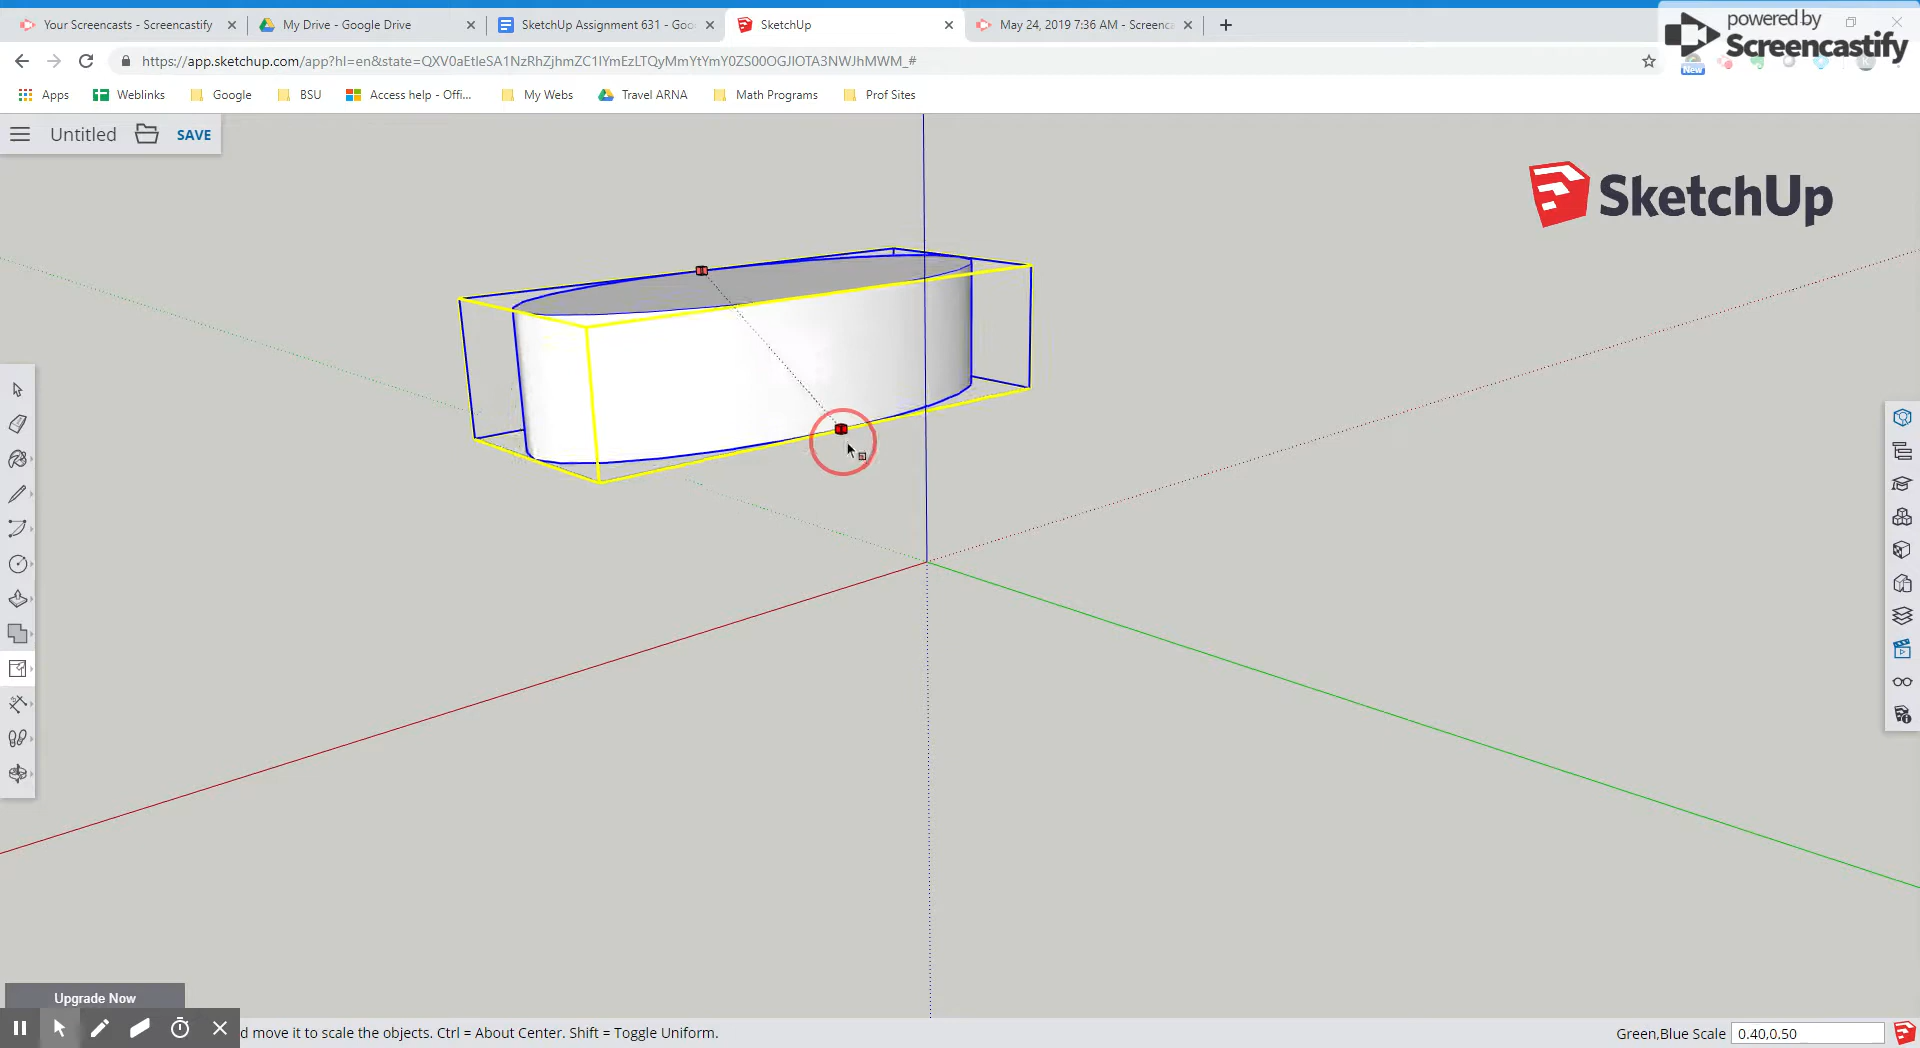 Your Screencasts - Screencastify
My Drive - Google Drive
SketchUp Assignment 631 - Goo
SketchUp
May 24, 2019 7:36 AM - Screenca
powered by
Screencastify
https://app.sketchup.com/app?hl=en&state=QXV0aEtleSA1NzRhZjhmZC1lYmEzLTQyMmYtYmY0ZS00OGJlOTA3NWJhMWM_#
New
Apps
Weblinks
Google
BSU
Access help - Offi...
My Webs
Travel ARNA
Math Programs
Prof Sites
Untitled
SAVE
SketchUp
Upgrade Now
d move it to scale the objects. Ctrl = About Center. Shift = Toggle Uniform.
Green,Blue Scale
0.40,0.50